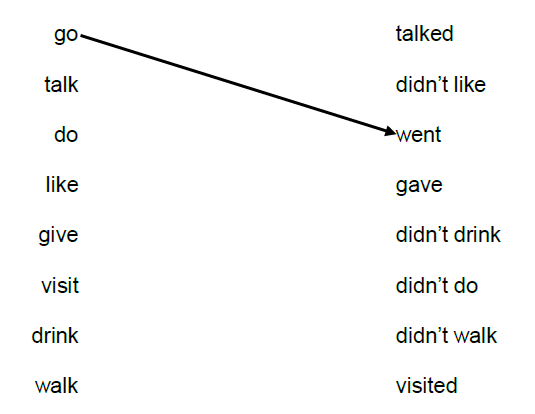 go talked
talk didn't like
do went
like gave
give didn't drink
visit didn't do
drink didn't walk
walk visited